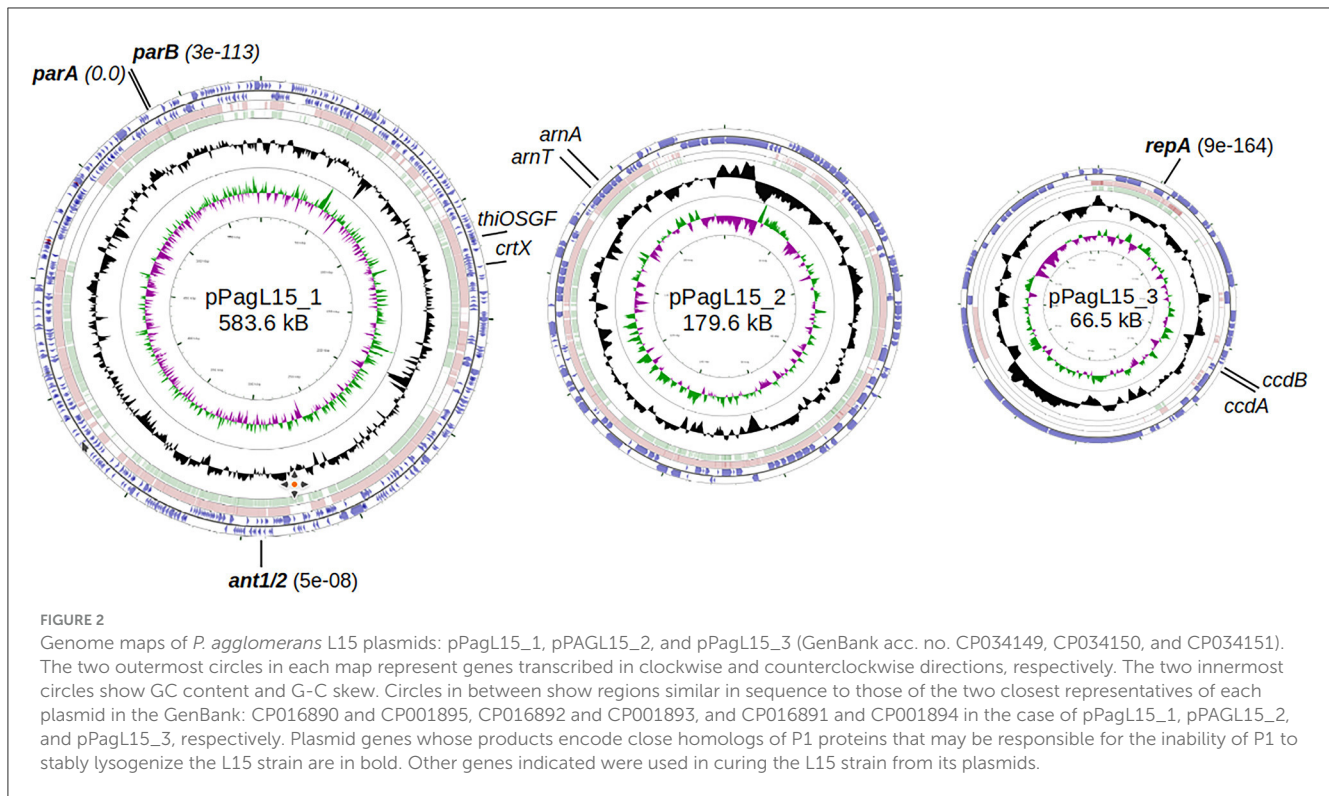 parB (3e-113)
parA (0.0)
thiOSGF
crtX
pPagL15_1
583.6 kB
ant1/2 (5e-08)
arnA
arnT
pPagL15_2
179.6 kB
repA (9e-164)
pPagL15_3
66.5 kB
ccdB
ccdA
FIGURE 2
Genome maps of P. agglomerans L15 plasmids: pPagL15_1, pPAGL15_2, and pPagL15_3 (GenBank acc. no. CP034149, CP034150, and CP034151).
The two outermost circles in each map represent genes transcribed in clockwise and counterclockwise directions, respectively. The two innermost
circles show GC content and G-C skew. Circles in between show regions similar in sequence to those of the two closest representatives of each
plasmid in the GenBank: CP016890 and CP001895, CP016892 and CP001893, and CP016891 and CP001894 in the case of pPagL15_1, pPAGL15_2,
and pPagL15_3, respectively. Plasmid genes whose products encode close homologs of P1 proteins that may be responsible for the inability of P1 to
stably lysogenize the L15 strain are in bold. Other genes indicated were used in curing the L15 strain from its plasmids.